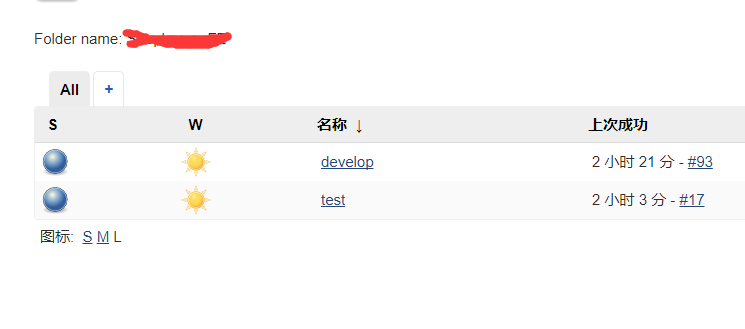 Folder name:
All +
S W 名称 ↓ 上次成功
develop 2 小时 21 分 - #93
test 2 小时 3 分 - #17
图标: S M L